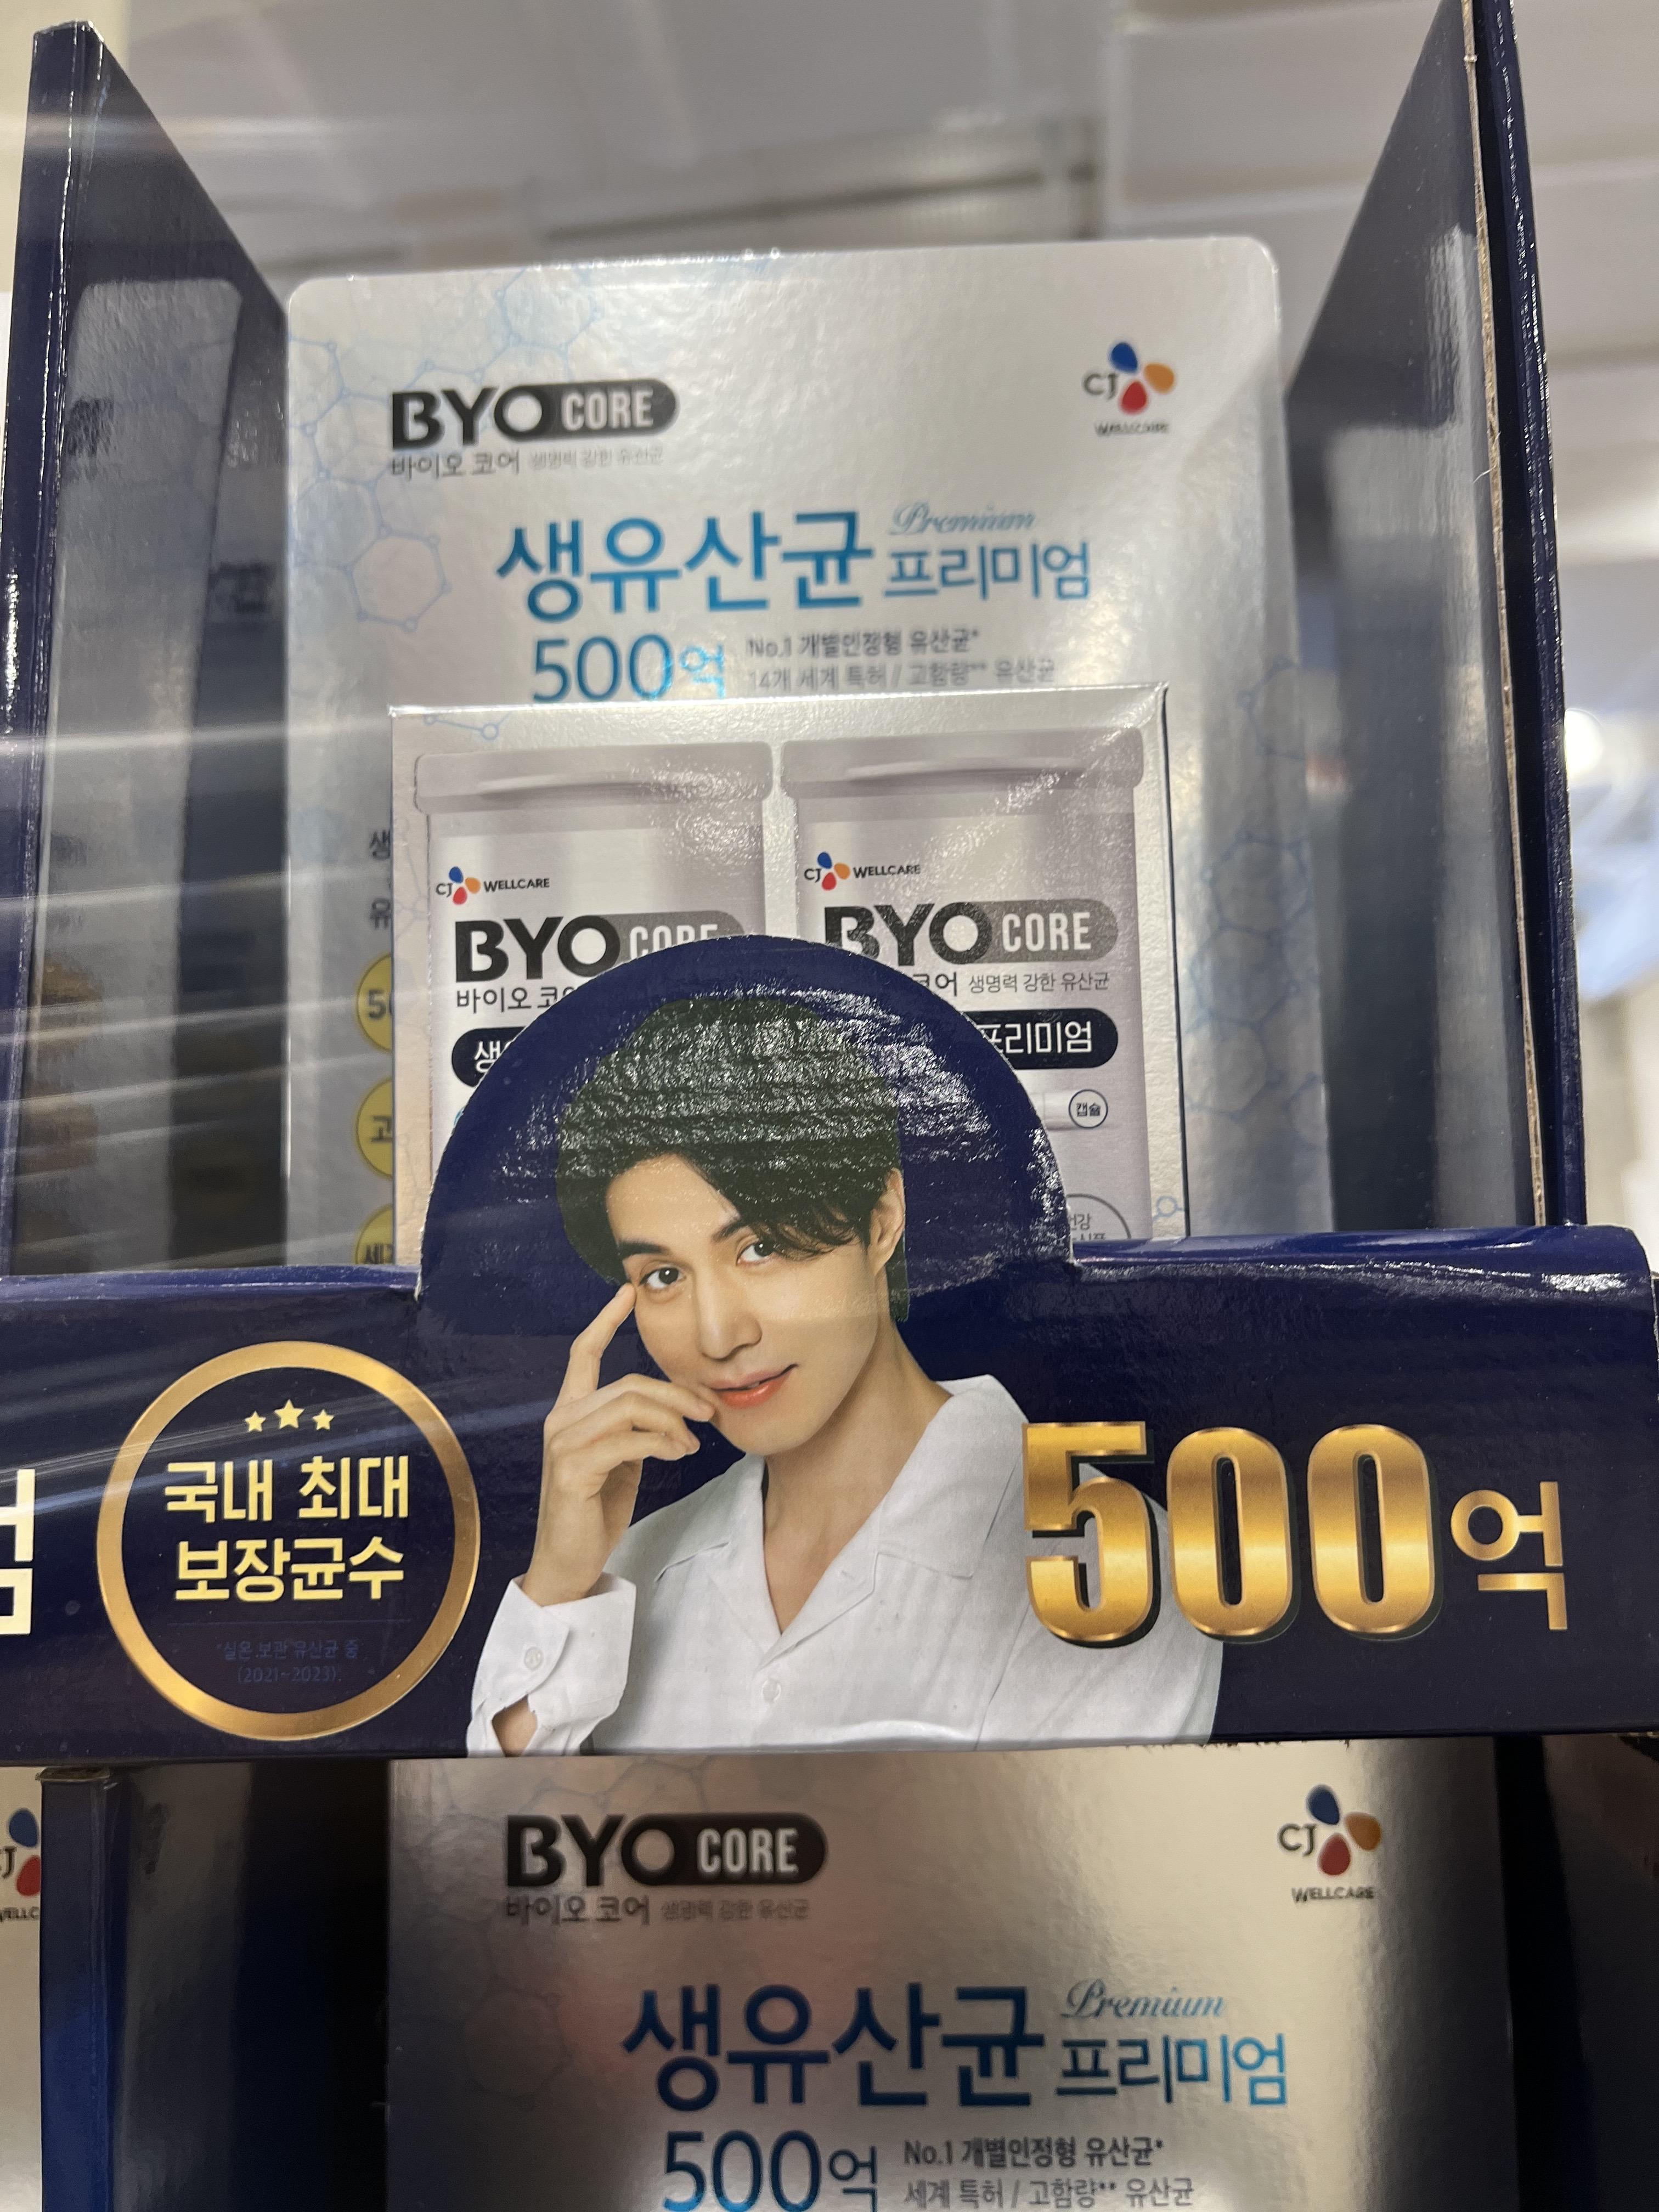 BYO CORE
바이오 코어 생명력 강한 유산균
CJ
WELLCARE
생유산균 Premium 프리미엄
500억
No.1 개별인정형 유산균*
14개 세계 특허 / 고함량** 유산균
CJ WELLCARE
BYO CORE
바이오
CJ WELLCARE
BYO CORE
코어 생명력 강한 유산균
프리미엄
캡슐
국내 최대
보장균수
*실온 보관 유산균 중
(2021~2023)
500억
BYO CORE
바이오 코어 생명력 강한 유산균
CJ
WELLCARE
생유산균 Premium 프리미엄
500억
No.1 개별인정형 유산균*
세계 특허 / 고함량** 유산균